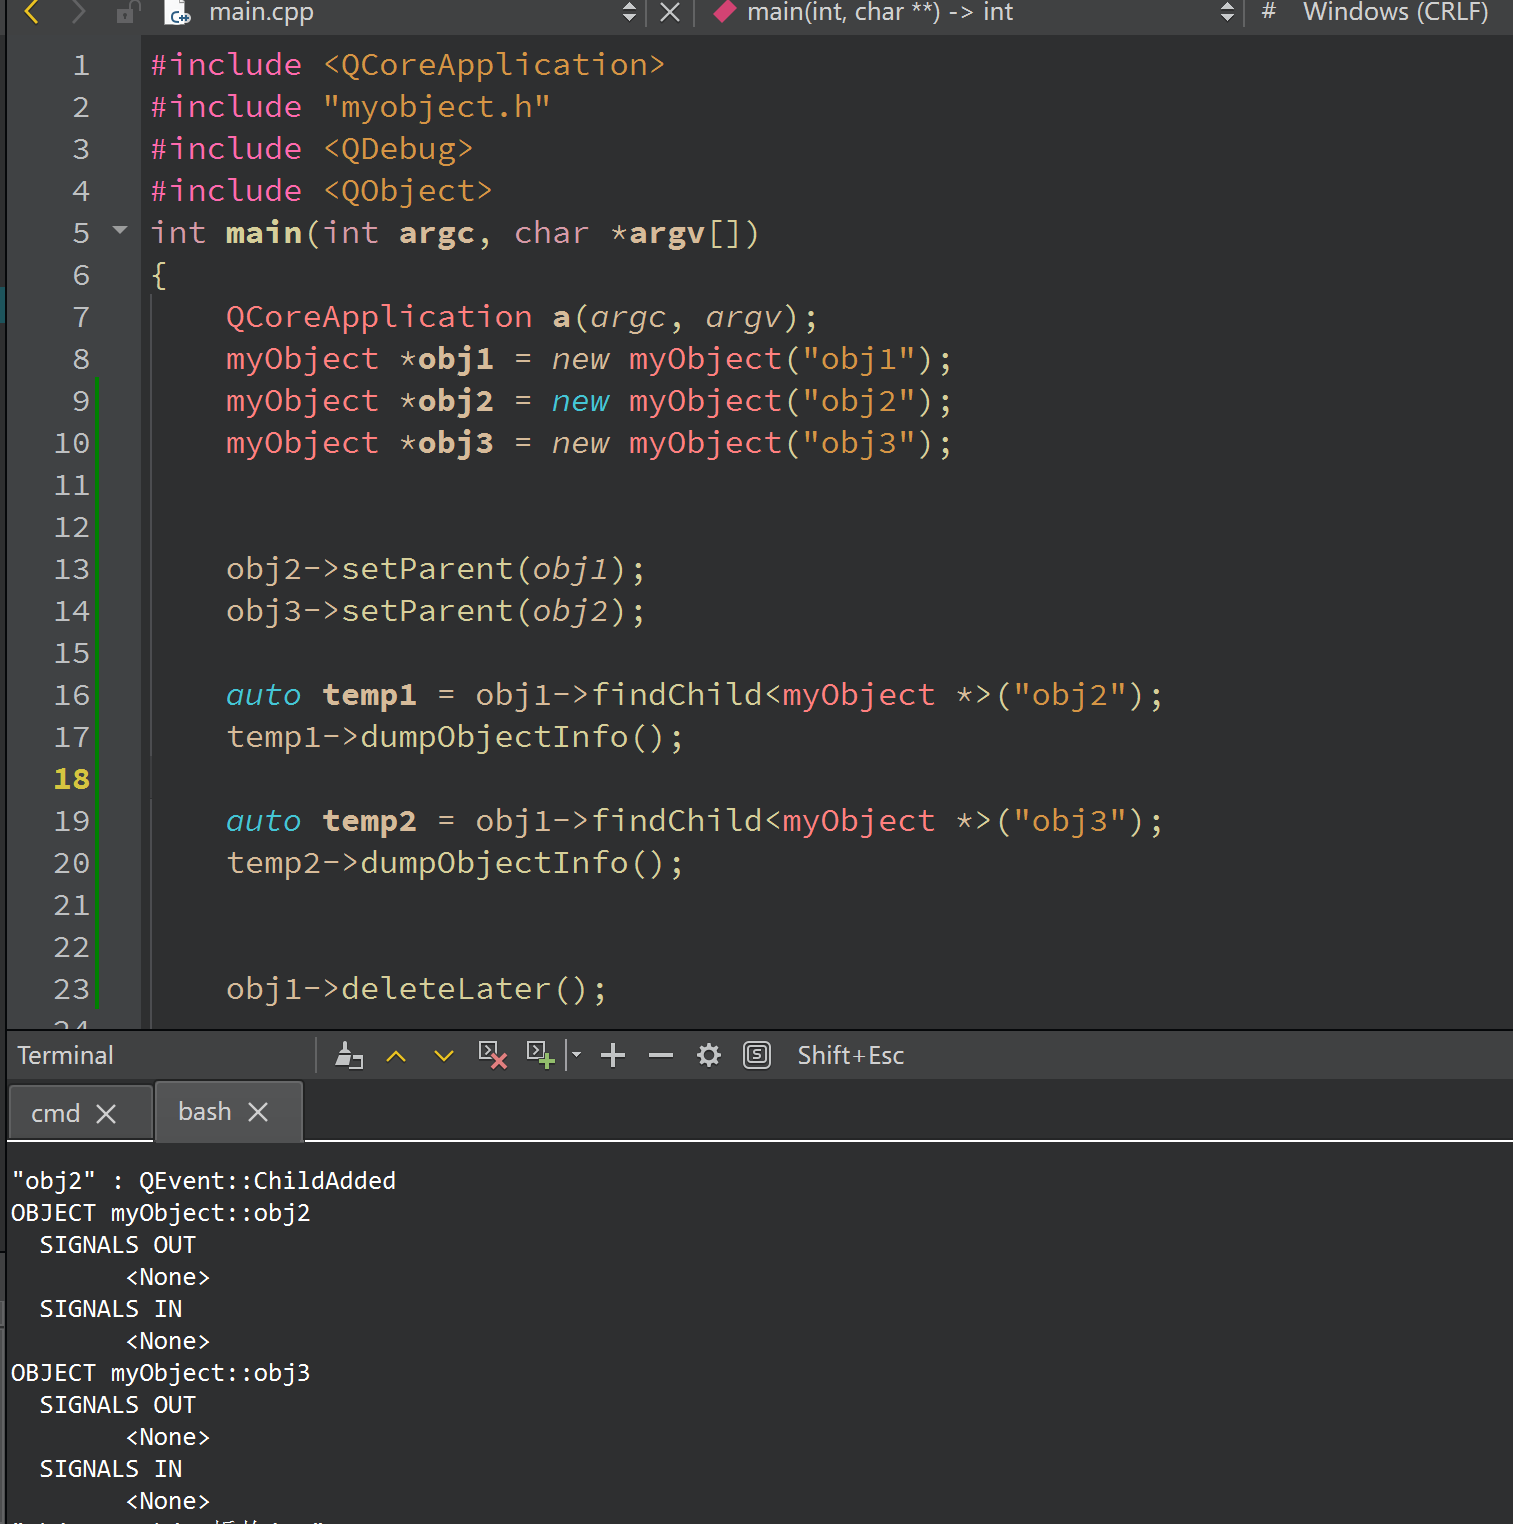 main.cpp
main(int, char **) -> int
# Windows (CRLF)
1 #include <QCoreApplication>
2 #include "myobject.h"
3 #include <QDebug>
4 #include <QObject>
5 int main(int argc, char *argv[])
6 {
7 QCoreApplication a(argc, argv);
8 myObject *obj1 = new myObject("obj1");
9 myObject *obj2 = new myObject("obj2");
10 myObject *obj3 = new myObject("obj3");
11
12
13 obj2->setParent(obj1);
14 obj3->setParent(obj2);
15
16 auto temp1 = obj1->findChild<myObject *>("obj2");
17 temp1->dumpObjectInfo();
18
19 auto temp2 = obj1->findChild<myObject *>("obj3");
20 temp2->dumpObjectInfo();
21
22
23 obj1->deleteLater();
24
Terminal
Shift+Esc
cmd
bash
"obj2" : QEvent::ChildAdded
OBJECT myObject::obj2
SIGNALS OUT
<None>
SIGNALS IN
<None>
OBJECT myObject::obj3
SIGNALS OUT
<None>
SIGNALS IN
<None>